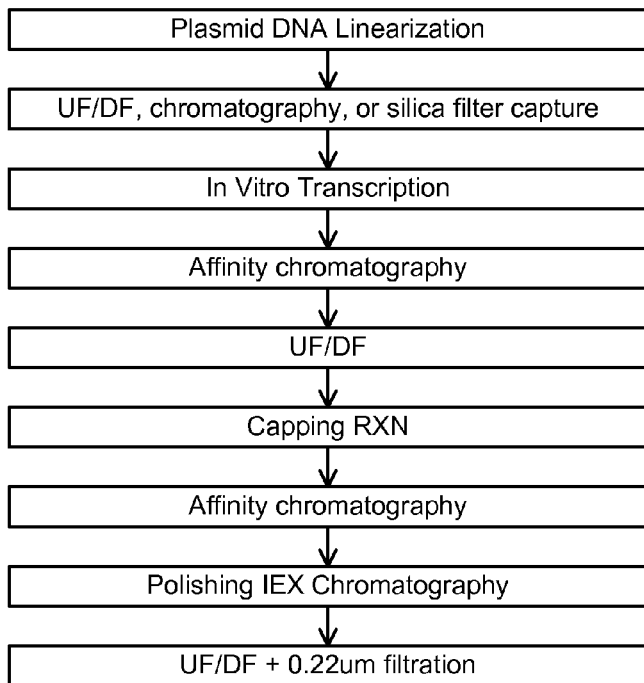 Plasmid DNA Linearization
UF/DF, chromatography, or silica filter capture
In Vitro Transcription
Affinity chromatography
UF/DF
Capping RXN
Affinity chromatography
Polishing IEX Chromatography
UF/DF + 0.22um filtration